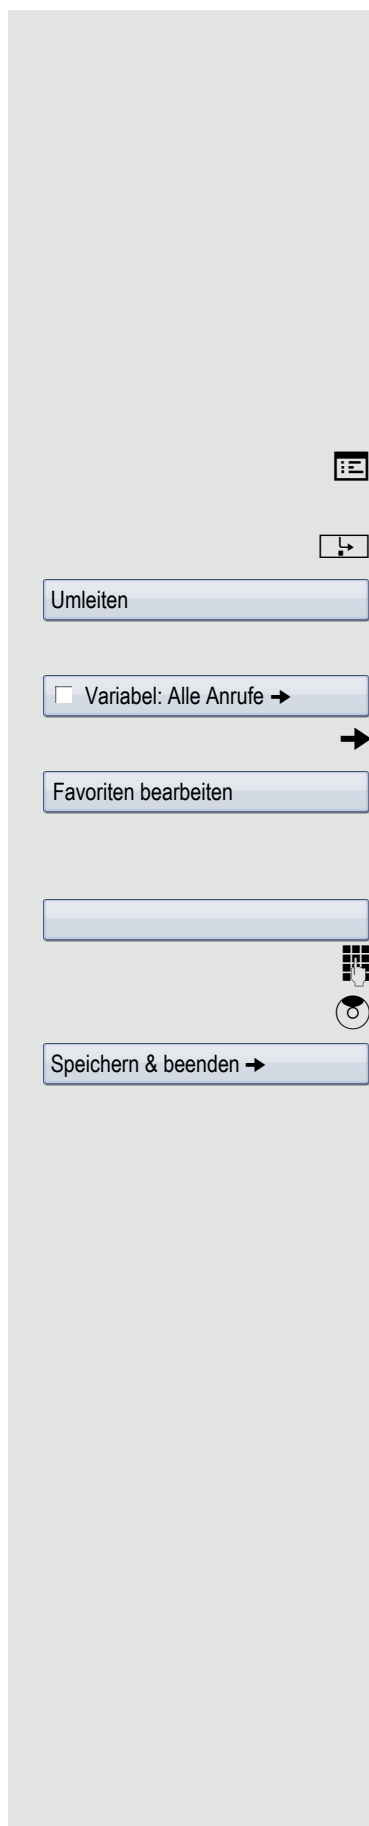 Umleiten
Variabel: Alle Anrufe →
Favoriten bearbeiten
Speichern & beenden →